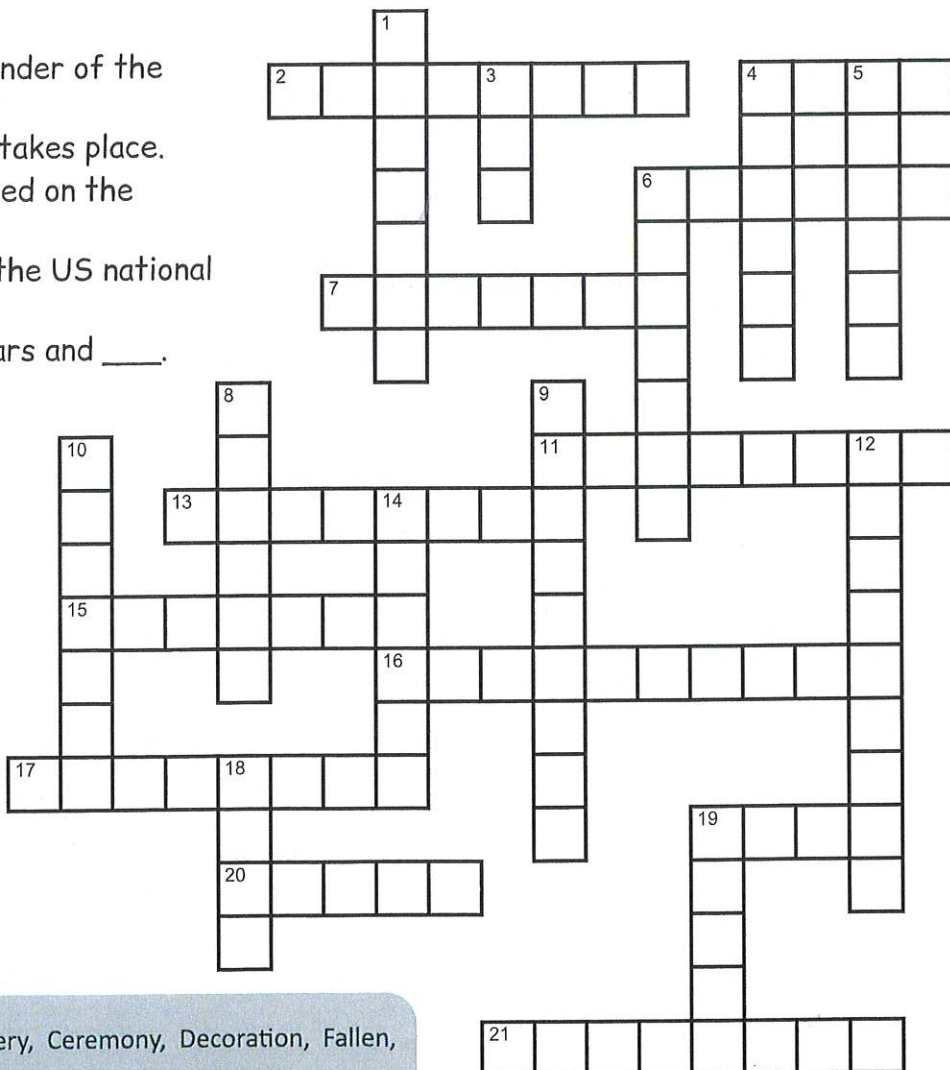 1
nder of the
2 3 4 5
takes place.
ed on the
6
the US national
7
ars and ____.
8 9
10 11 12
13 14
15
16
17 18
19
20
ery, Ceremony, Decoration, Fallen,
21